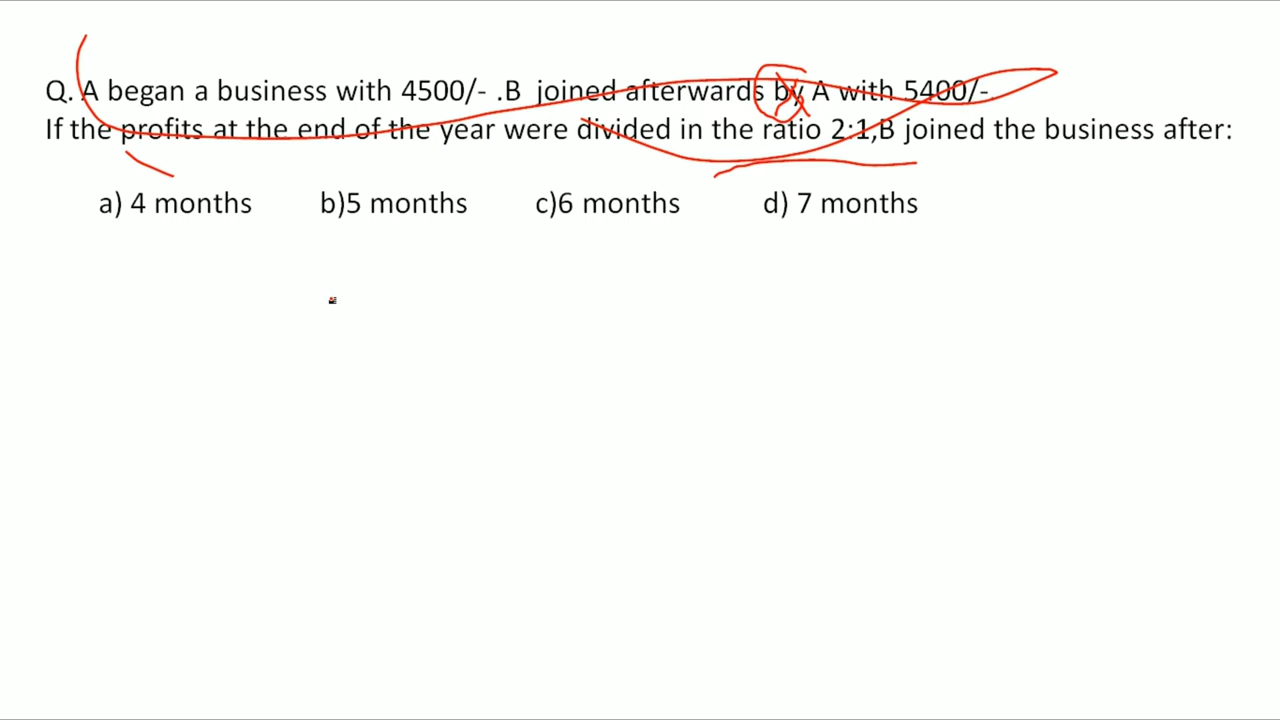 Q. A began a business with 4500/- .B joined afterwards by A with 5400/-
If the profits at the end of the year were divided in the ratio 2:1,B joined the business after:
a) 4 months b)5 months c)6 months d) 7 months